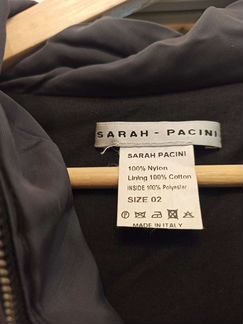 SARAH - PACINI
SARAH PACINI
100% Nylon
Lining 100% Cotton
INSIDE 100% Polyester
SIZE 02
MADE IN ITALY